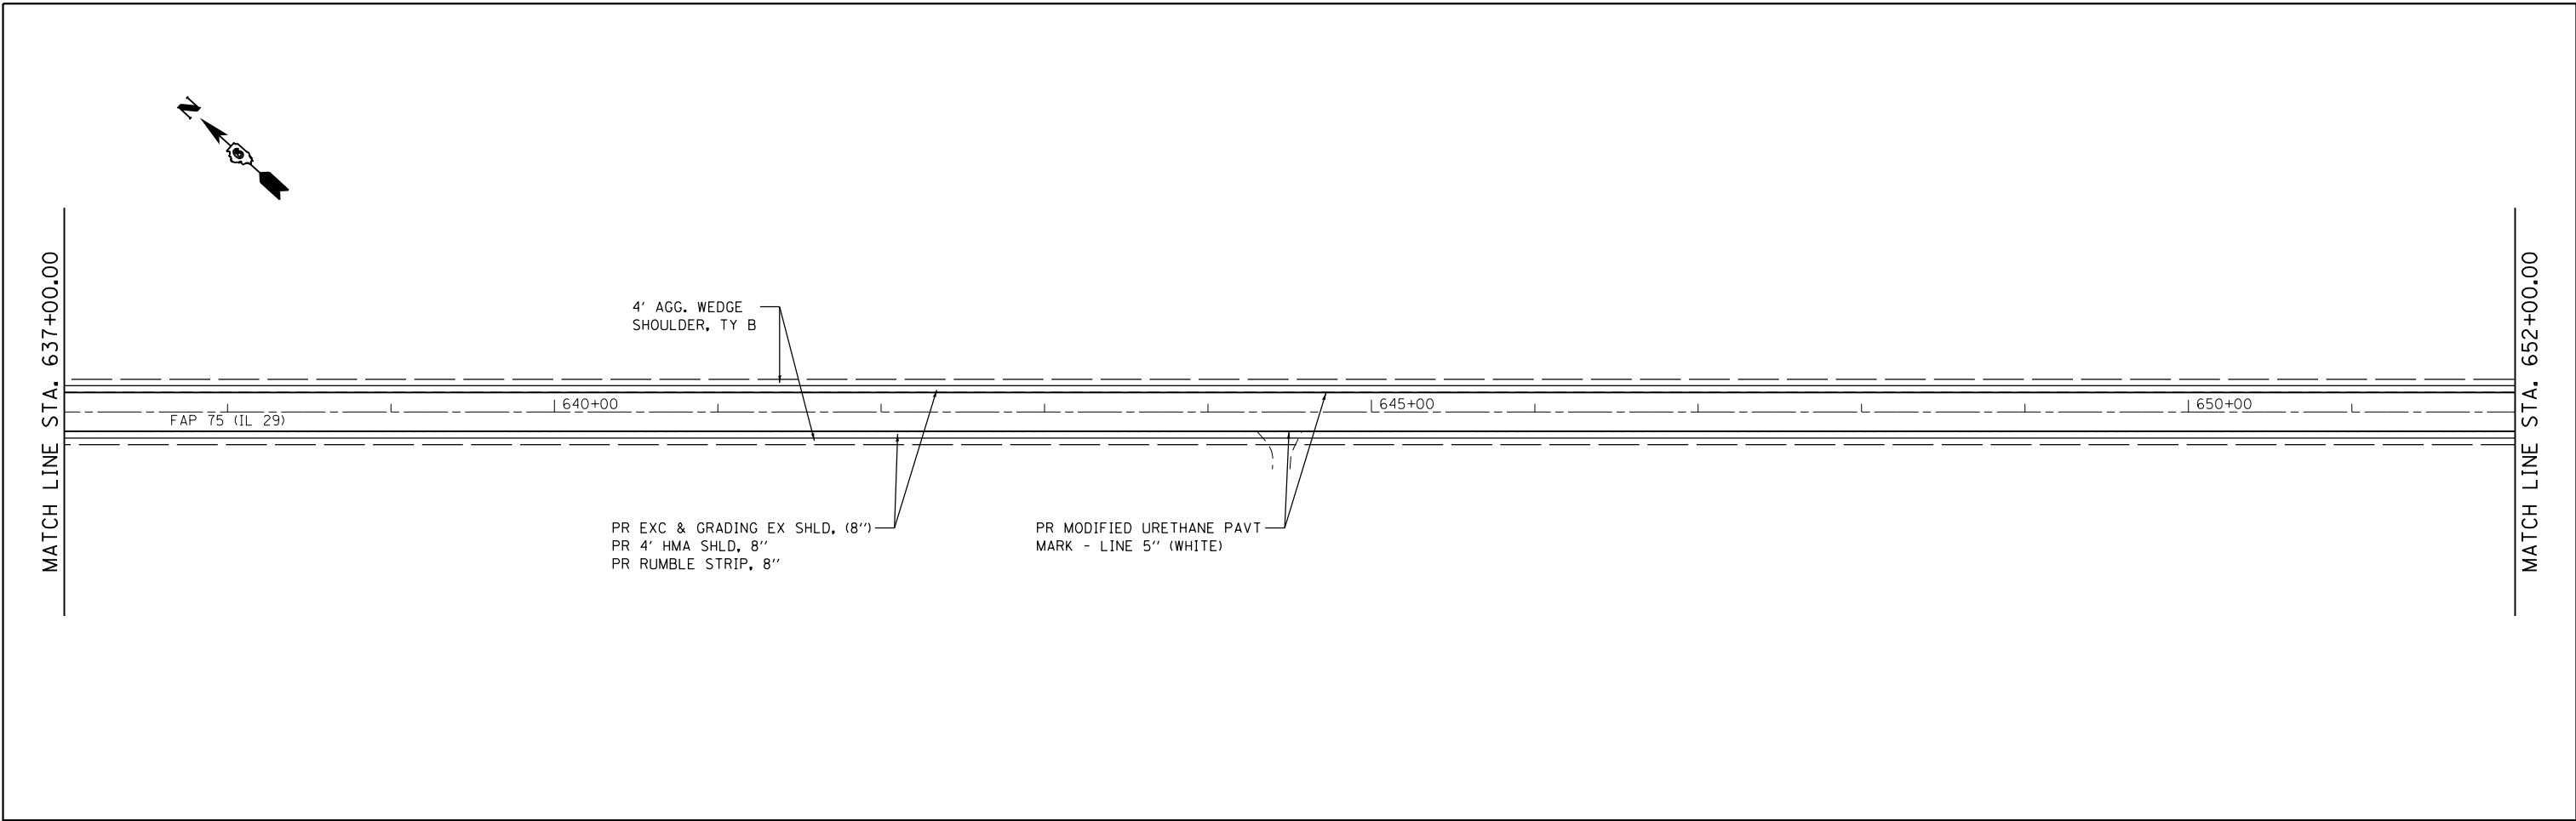 N
MATCH LINE STA. 637+00.00
MATCH LINE STA. 652+00.00
4' AGG. WEDGE
SHOULDER, TY B
640+00
645+00
650+00
FAP 75 (IL 29)
PR EXC & GRADING EX SHLD, (8'')
PR 4' HMA SHLD, 8''
PR RUMBLE STRIP, 8''
PR MODIFIED URETHANE PAVT
MARK - LINE 5'' (WHITE)